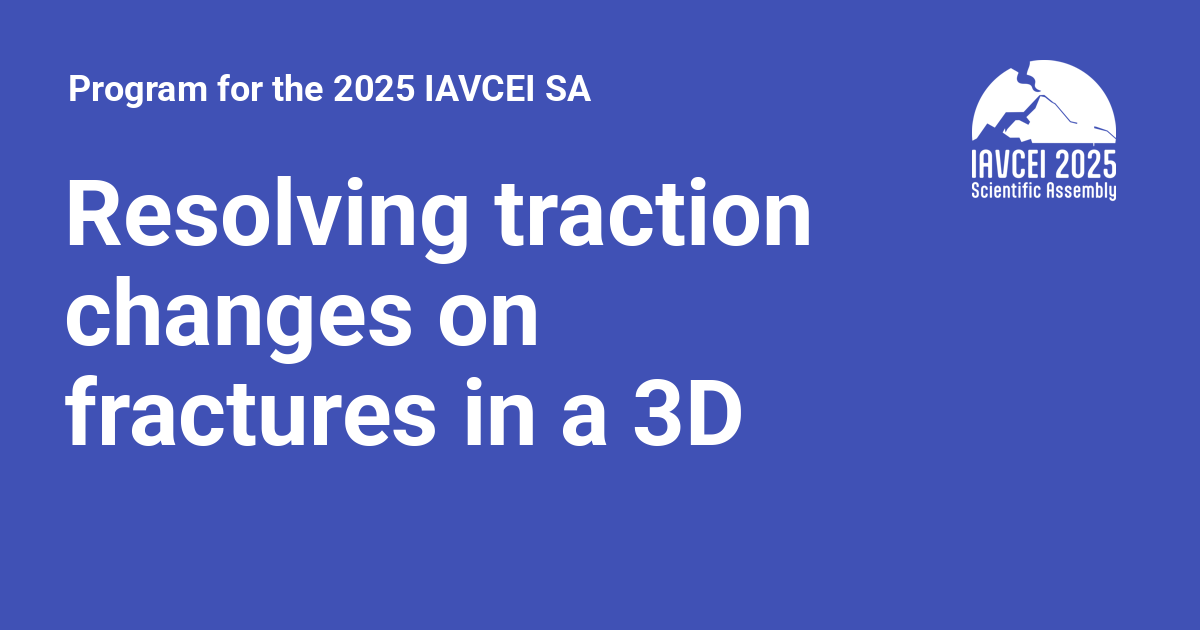 Program for the 2025 IAVCEI SA
IAVCEI 2025
Scientific Assembly
Resolving traction
changes on
fractures in a 3D